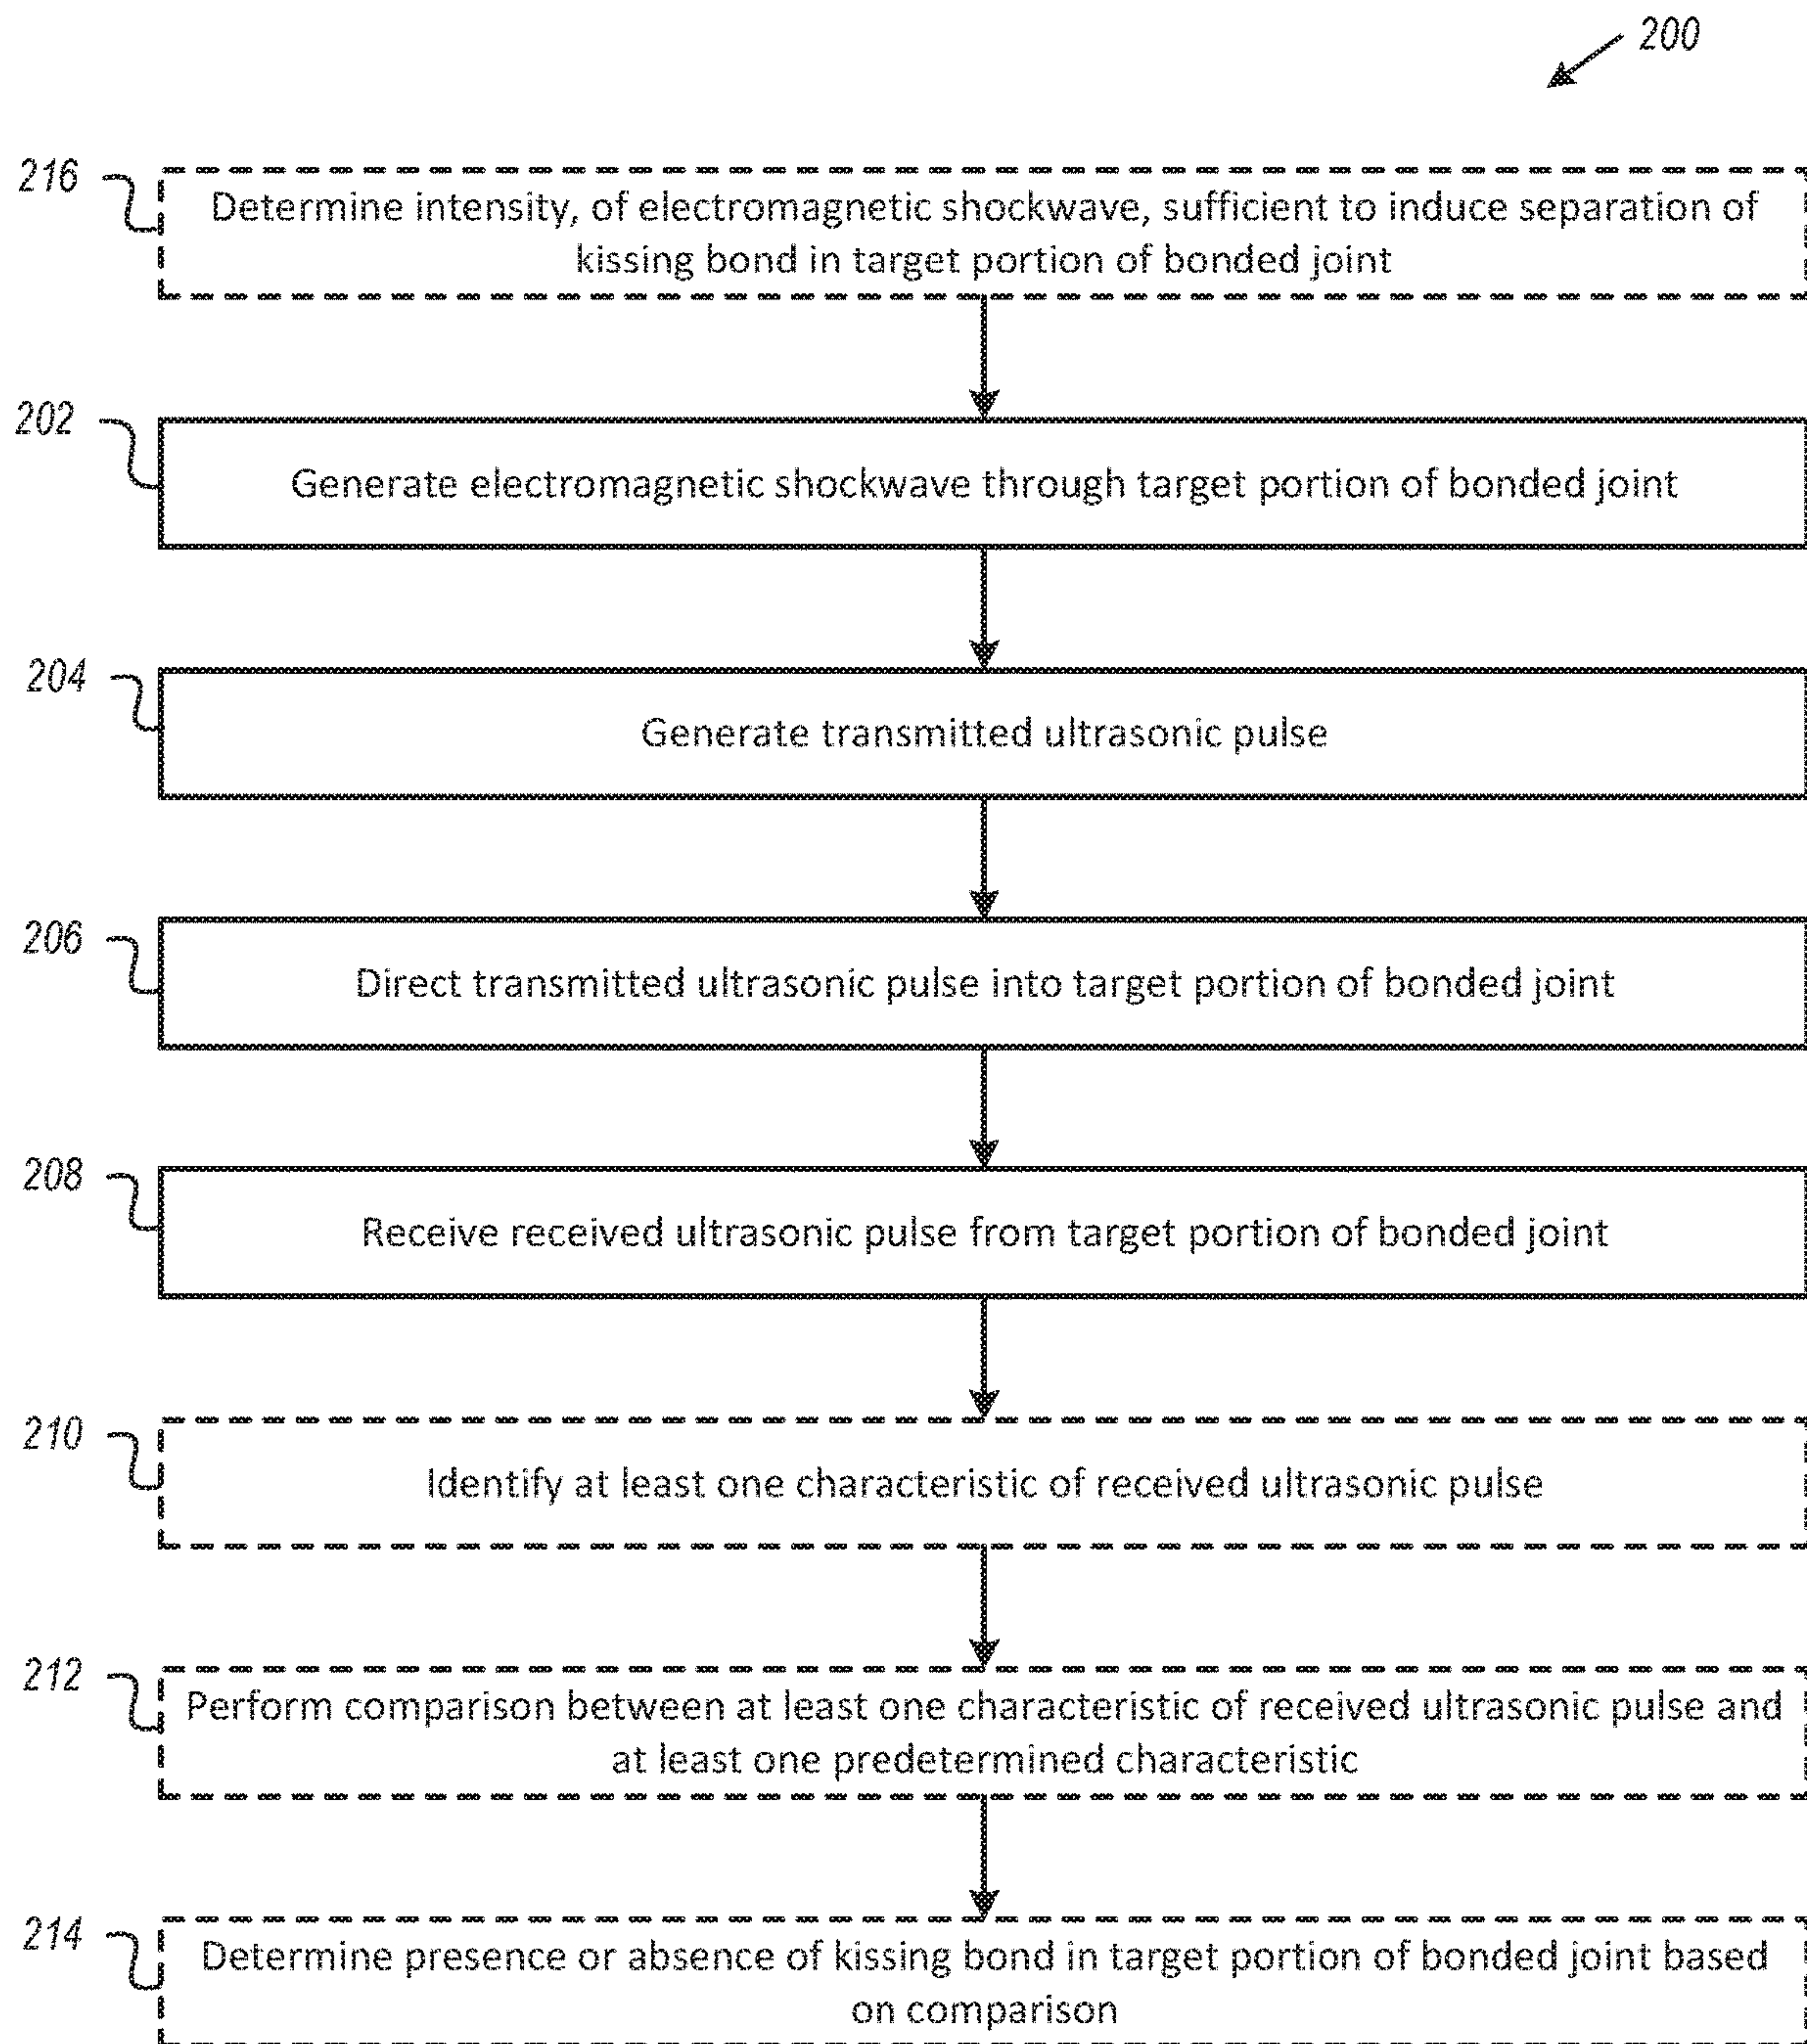 200
216
Determine intensity, of electromagnetic shockwave, sufficient to induce separation of
kissing bond in target portion of bonded joint
202
Generate electromagnetic shockwave through target portion of bonded joint
204
Generate transmitted ultrasonic pulse
206
Direct transmitted ultrasonic pulse into target portion of bonded joint
208
Receive received ultrasonic pulse from target portion of bonded joint
210
Identify at least one characteristic of received ultrasonic pulse
212
Perform comparison between at least one characteristic of received ultrasonic pulse and
at least one predetermined characteristic
214
Determine presence or absence of kissing bond in target portion of bonded joint based
on comparison